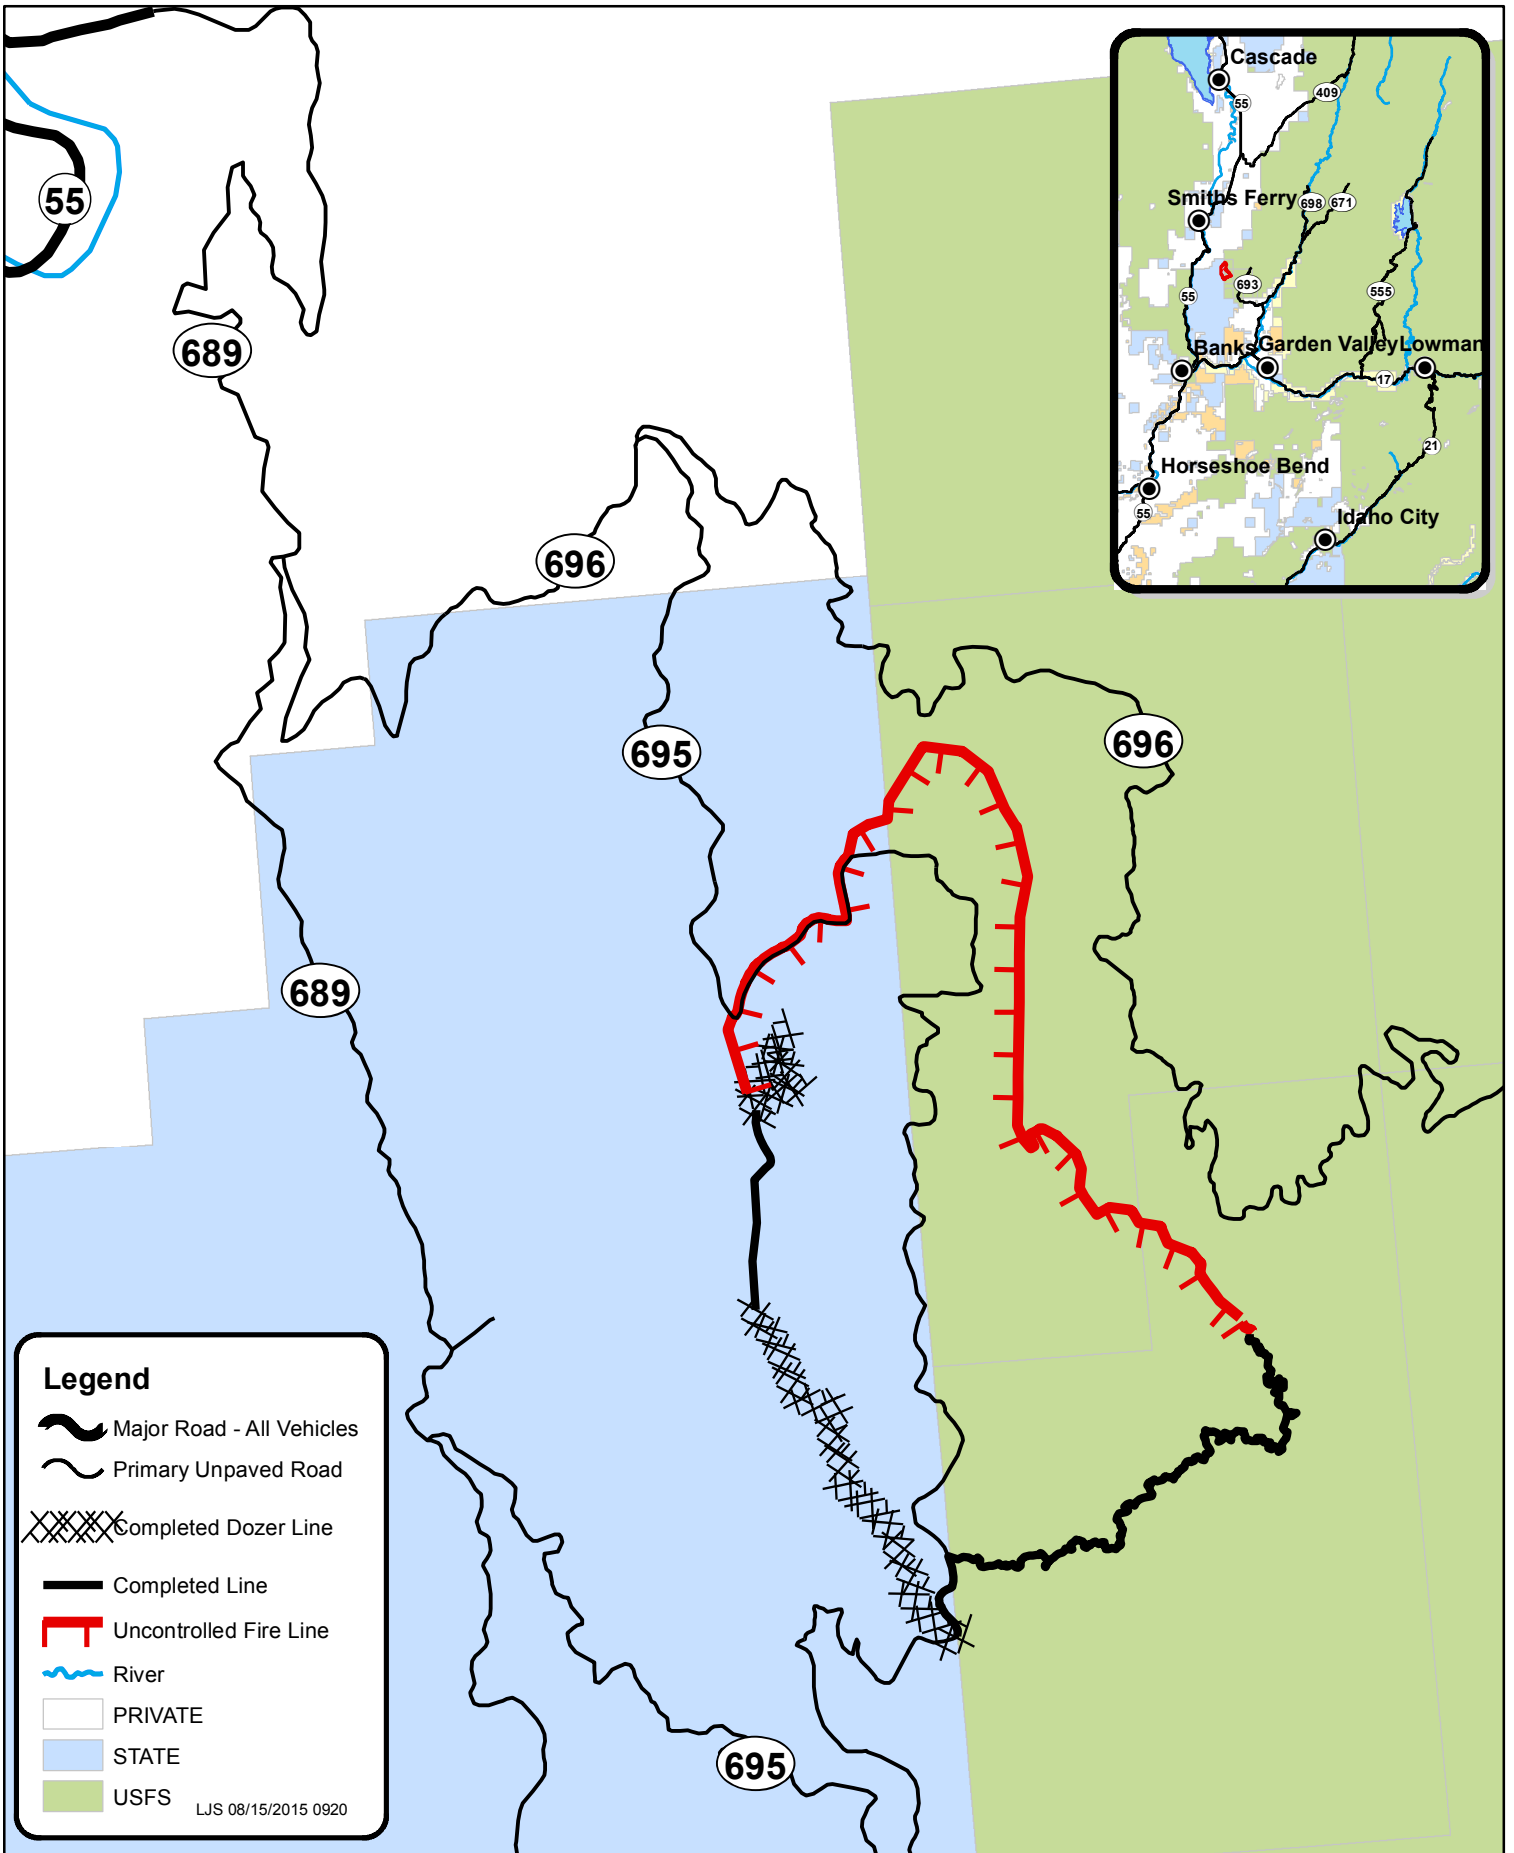 Cascade
55
409
Smiths Ferry
698
671
693
55
555
Banks
Garden Valley
Lowman
17
21
Horseshoe Bend
55
Idaho City
55
689
696
695
696
689
695
Legend
Major Road - All Vehicles
Primary Unpaved Road
Completed Dozer Line
Completed Line
Uncontrolled Fire Line
River
PRIVATE
STATE
USFS
LJS 08/15/2015 0920